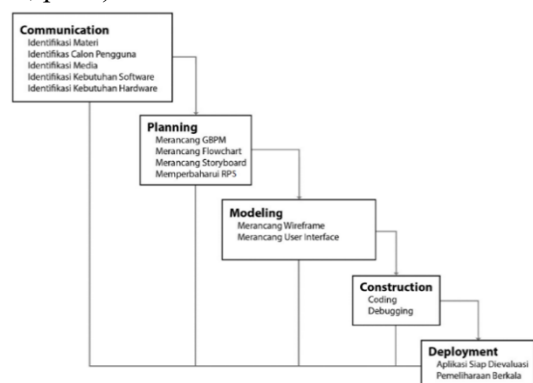 Communication
Identifikasi Materi
Identifikas Calon Pengguna
Identifikasi Media
Identifikasi Kebutuhan Software
Identifikasi Kebutuhan Hardware
Planning
Merancang GBPM
Merancang Flowchart
Merancang Storyboard
Memperbaharui RPS
Modeling
Merancang Wireframe
Merancang User Interface
Construction
Coding
Debugging
Deployment
Aplikasi Siap Dievaluasi
Pemeliharaan Berkala